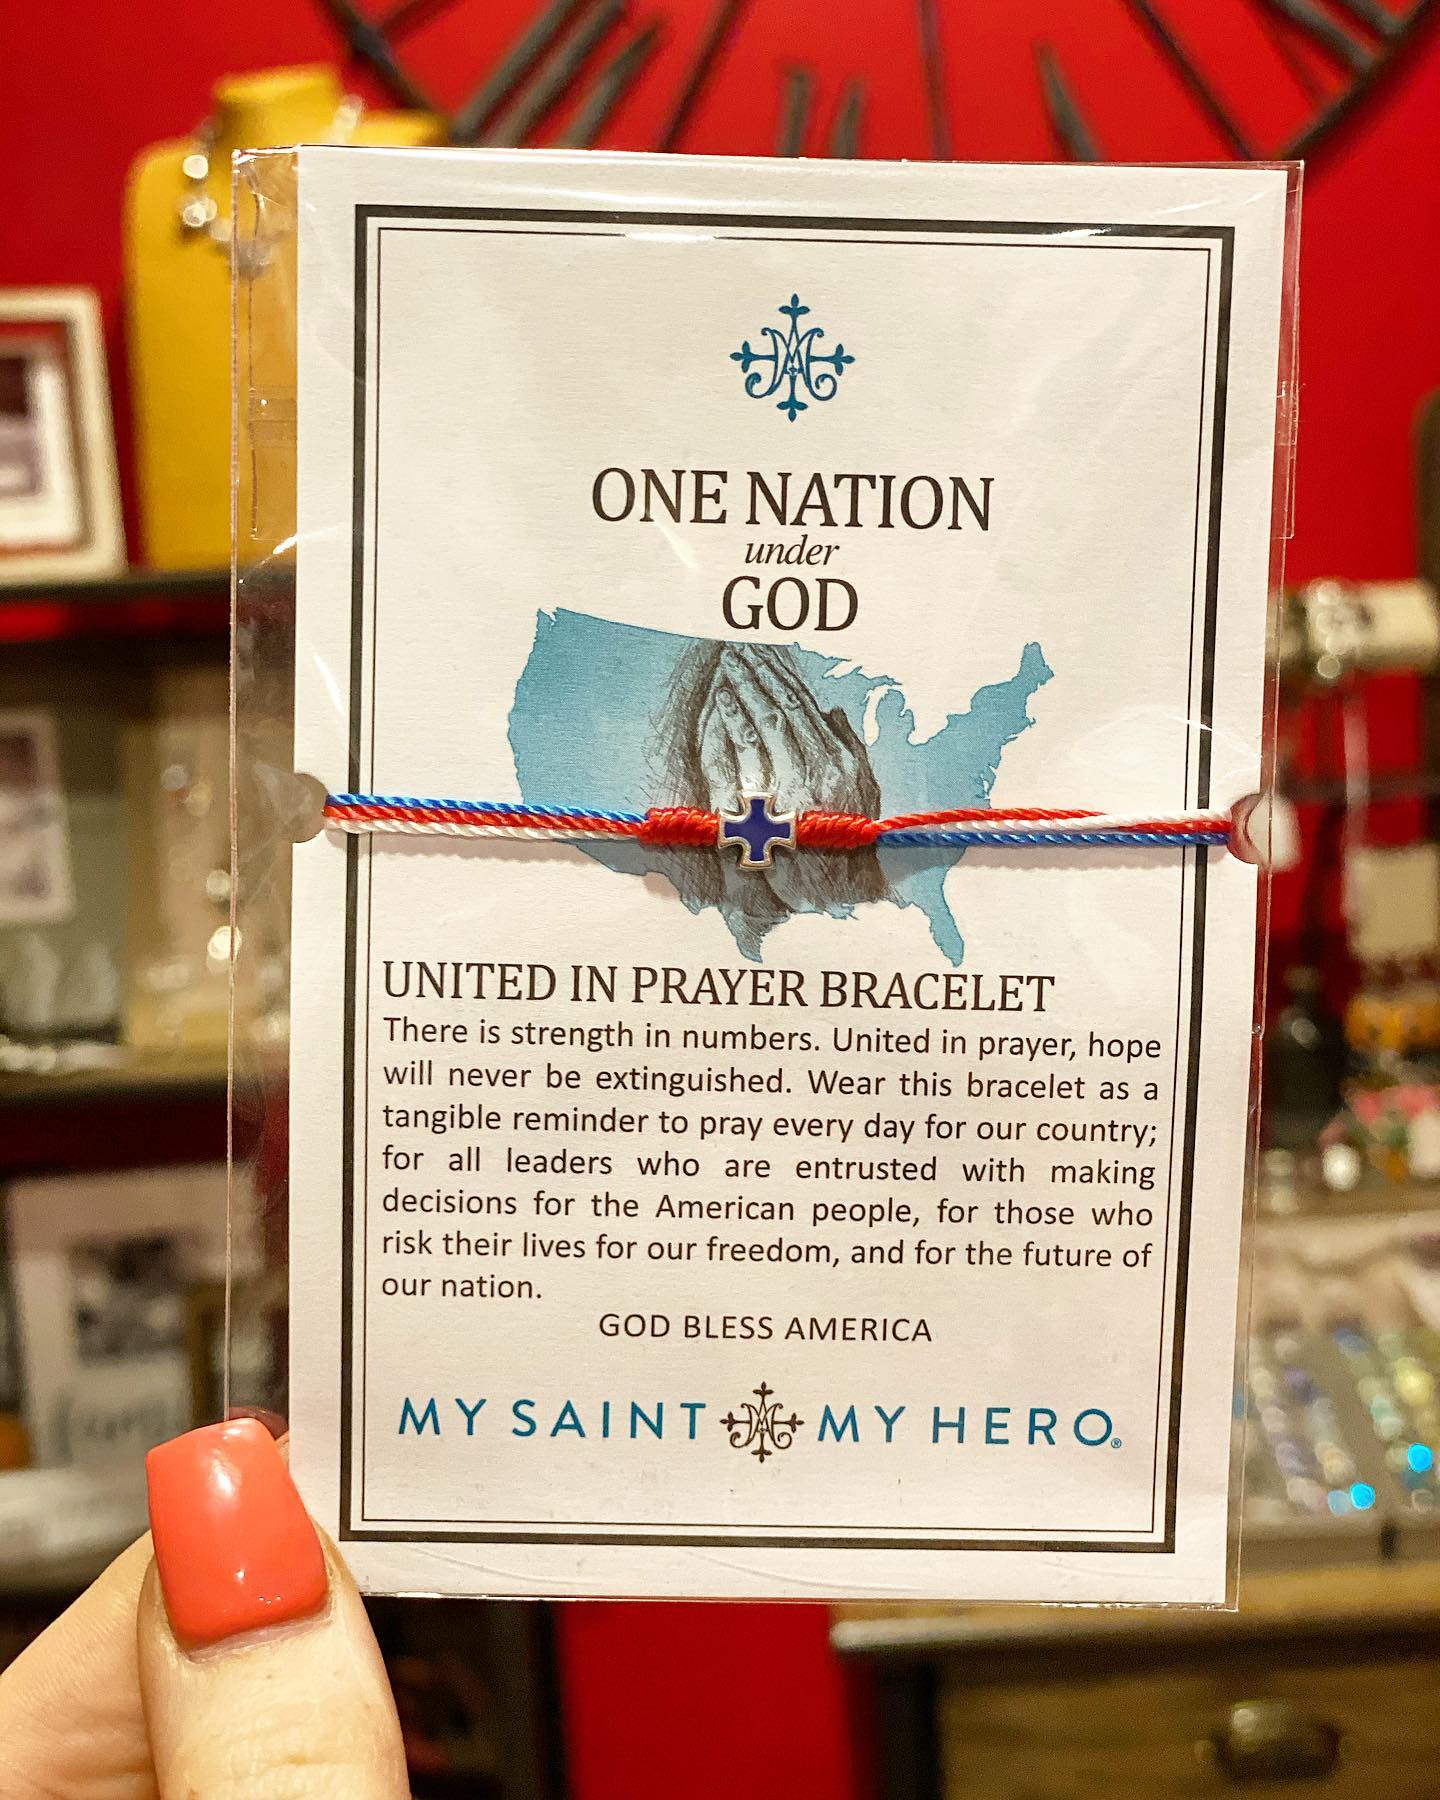 ONE NATION
under
GOD
UNITED IN PRAYER BRACELET
There is strength in numbers. United in prayer, hope
will never be extinguished. Wear this bracelet as a
tangible reminder to pray every day for our country;
for all leaders who are entrusted with making
decisions for the American people, for those who
risk their lives for our freedom, and for the future of
our nation.
GOD BLESS AMERICA
MY SAINT MY HERO®